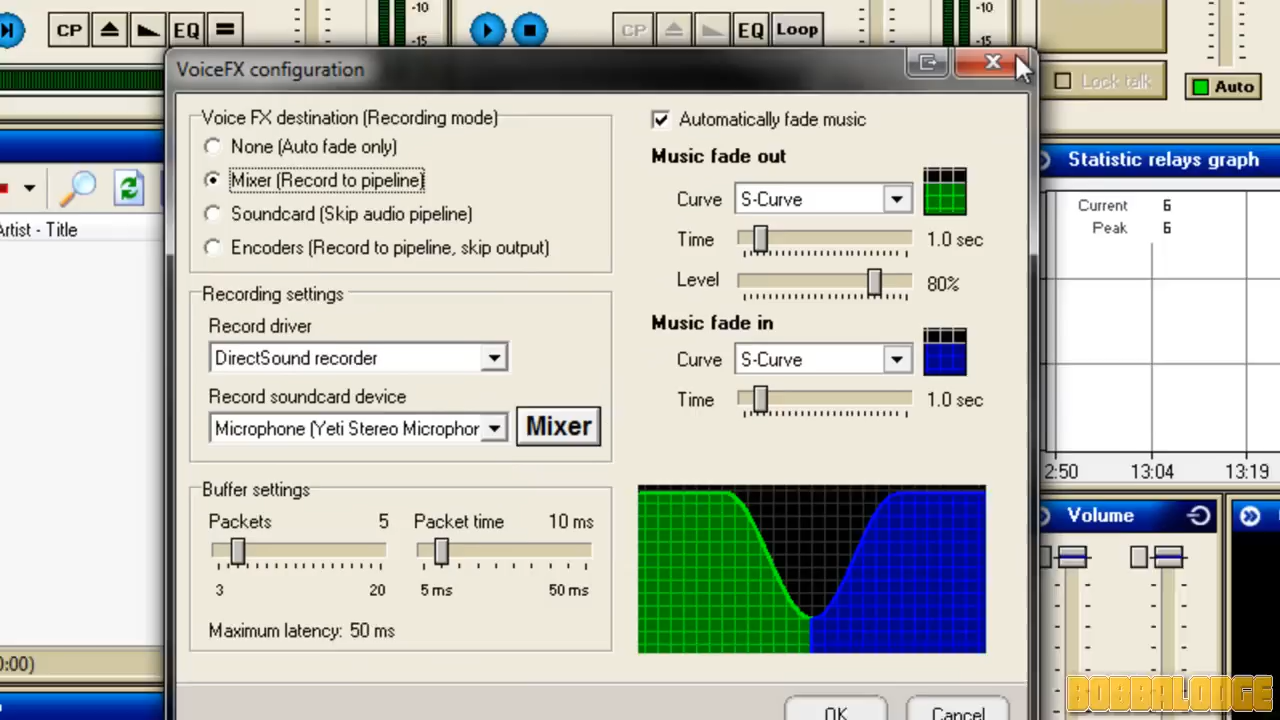 -10
-10
CP
EQ
CP
EQ
Loop
-15
-15
VoiceFX configuration
Lock talk
Auto
Voice FX destination (Recording mode)
None (Auto fade only)
Mixer (Record to pipeline)
Soundcard (Skip audio pipeline)
Encoders (Record to pipeline, skip output)
Automatically fade music
Music fade out
Curve
S-Curve
Time
1.0 sec
Level
80%
Music fade in
Curve
S-Curve
Time
1.0 sec
Recording settings
Record driver
DirectSound recorder
Record soundcard device
Microphone (Yeti Stereo Microphor
Mixer
Buffer settings
Packets 5
Packet time 10 ms
3 20
5 ms 50 ms
Maximum latency: 50 ms
OK
Cancel
Artist - Title
0:00)
Statistic relays graph
Current 6
Peak 6
2:50 13:04 13:19
Volume
BOBBALODGE